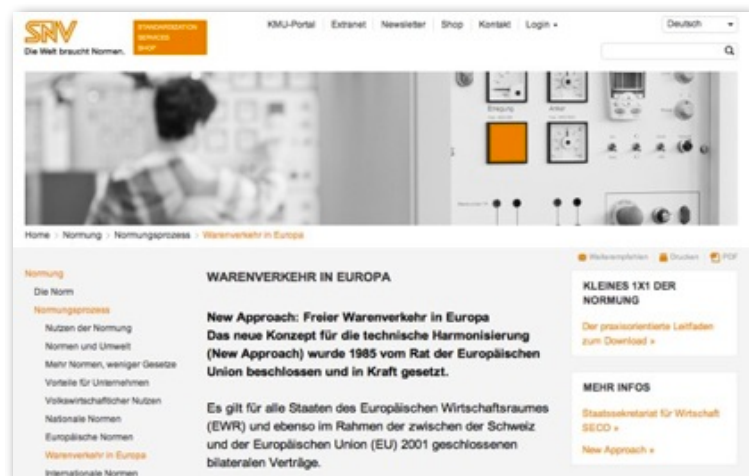 SNV
Die Welt braucht Normen.
STANDARDIZATION
SERVICES
SHOP
KMU-Portal Extranet Newsletter Shop Kontakt Login
Deutsch
Erregung
Anker
Home Normung Normungsprozess Warenverkehr in Europa
Weiterempfehlen Drucken PDF
Normung
Die Norm
Normungsprozess
Nutzen der Normung
Normen und Umwelt
Mehr Normen, weniger Gesetze
Vorteile für Unternehmen
Volkswirtschaftlicher Nutzen
Nationale Normen
Europäische Normen
Warenverkehr in Europa
Internationale Normen
WARENVERKEHR IN EUROPA
New Approach: Freier Warenverkehr in Europa
Das neue Konzept für die technische Harmonisierung
(New Approach) wurde 1985 vom Rat der Europäischen
Union beschlossen und in Kraft gesetzt.
Es gilt für alle Staaten des Europäischen Wirtschaftsraumes
(EWR) und ebenso im Rahmen der zwischen der Schweiz
und der Europäischen Union (EU) 2001 geschlossenen
bilateralen Verträge.
KLEINES 1X1 DER
NORMUNG
Der praxisorientierte Leitfaden
zum Download »
MEHR INFOS
Staatssekretariat für Wirtschaft
SECO »
New Approach »